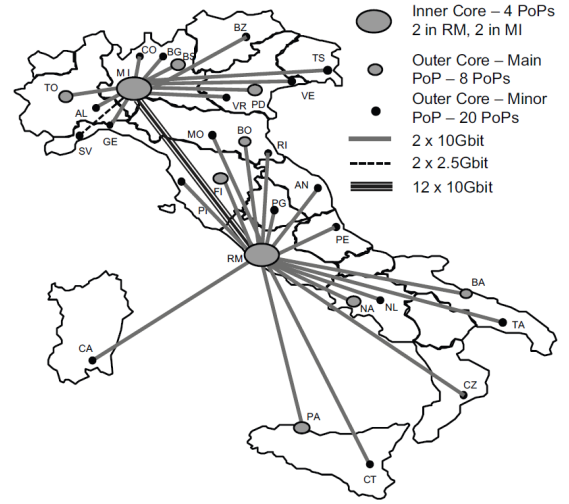 Inner Core – 4 PoPs
2 in RM, 2 in MI
Outer Core – Main
PoP – 8 PoPs
Outer Core – Minor
PoP – 20 PoPs
2 x 10Gbit
2 x 2.5Gbit
12 x 10Gbit
BZ
CO
BG
BS
TS
MI
TO
VE
AL
VR
PD
GE
SV
MO
BO
RI
FI
AN
PI
PG
PE
RM
BA
NA
NL
TA
CA
CZ
PA
CT